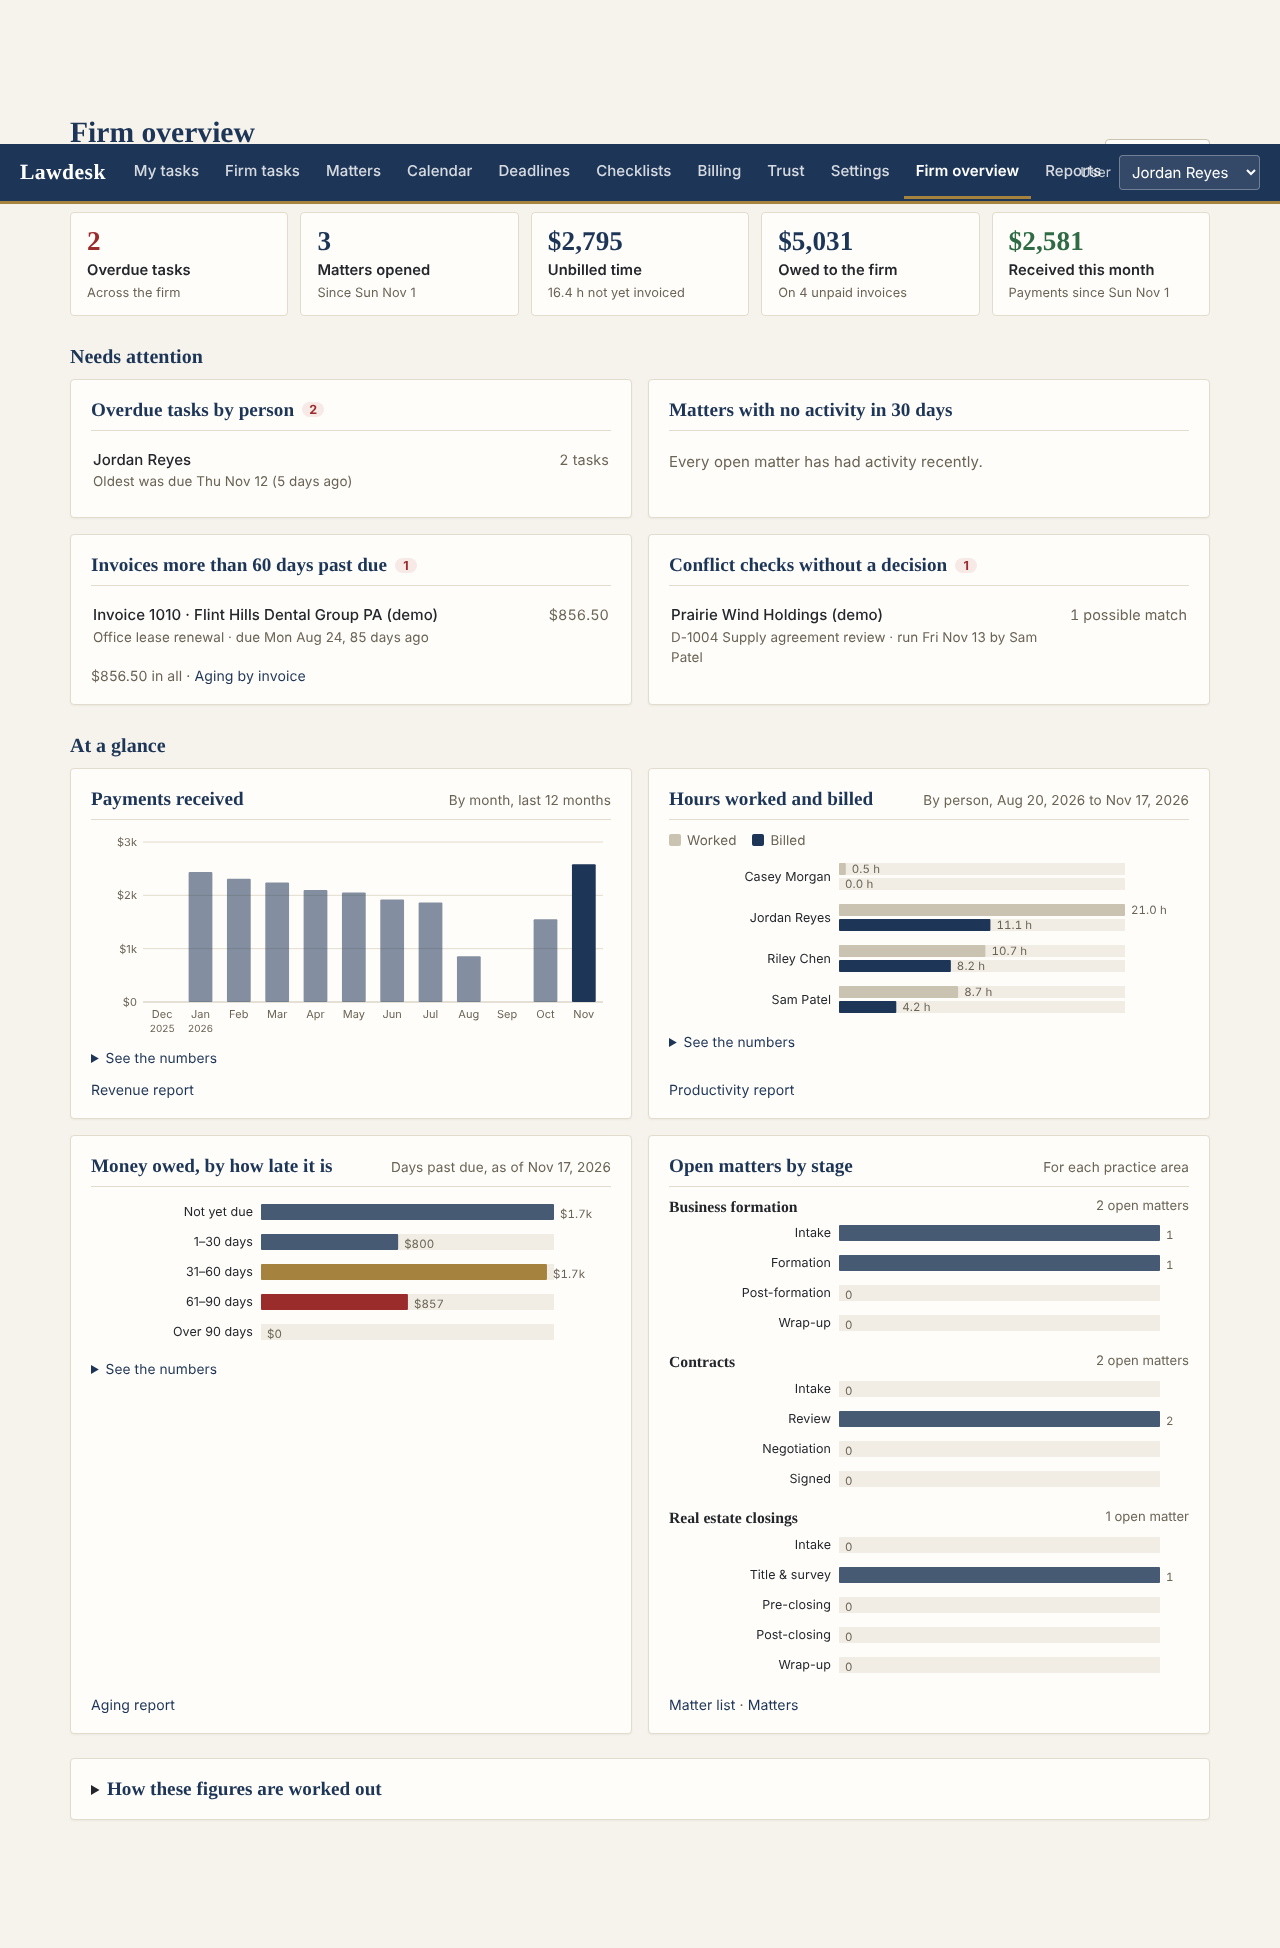 Firm overview
Lawdesk
My tasks
Firm tasks
Matters
Calendar
Deadlines
Checklists
Billing
Trust
Settings
Firm overview
Reports
User
Jordan Reyes
2
Overdue tasks
Across the firm
3
Matters opened
Since Sun Nov 1
$2,795
Unbilled time
16.4 h not yet invoiced
$5,031
Owed to the firm
On 4 unpaid invoices
$2,581
Received this month
Payments since Sun Nov 1
Needs attention
Overdue tasks by person 2
Jordan Reyes 2 tasks
Oldest was due Thu Nov 12 (5 days ago)
Matters with no activity in 30 days
Every open matter has had activity recently.
Invoices more than 60 days past due 1
Invoice 1010 · Flint Hills Dental Group PA (demo) $856.50
Office lease renewal · due Mon Aug 24, 85 days ago
$856.50 in all · Aging by invoice
Conflict checks without a decision 1
Prairie Wind Holdings (demo) 1 possible match
D-1004 Supply agreement review · run Fri Nov 13 by Sam
Patel
At a glance
Payments received By month, last 12 months
$3k
$2k
$1k
$0
Dec Jan Feb Mar Apr May Jun Jul Aug Sep Oct Nov
2025 2026
▶ See the numbers
Revenue report
Hours worked and billed By person, Aug 20, 2026 to Nov 17, 2026
Worked Billed
Casey Morgan 0.5 h
0.0 h
Jordan Reyes 21.0 h
11.1 h
Riley Chen 10.7 h
8.2 h
Sam Patel 8.7 h
4.2 h
▶ See the numbers
Productivity report
Money owed, by how late it is Days past due, as of Nov 17, 2026
Not yet due $1.7k
1–30 days $800
31–60 days $1.7k
61–90 days $857
Over 90 days $0
▶ See the numbers
Aging report
Open matters by stage For each practice area
Business formation 2 open matters
Intake 1
Formation 1
Post-formation 0
Wrap-up 0
Contracts 2 open matters
Intake 0
Review 2
Negotiation 0
Signed 0
Real estate closings 1 open matter
Intake 0
Title & survey 1
Pre-closing 0
Post-closing 0
Wrap-up 0
Matter list · Matters
▶ How these figures are worked out